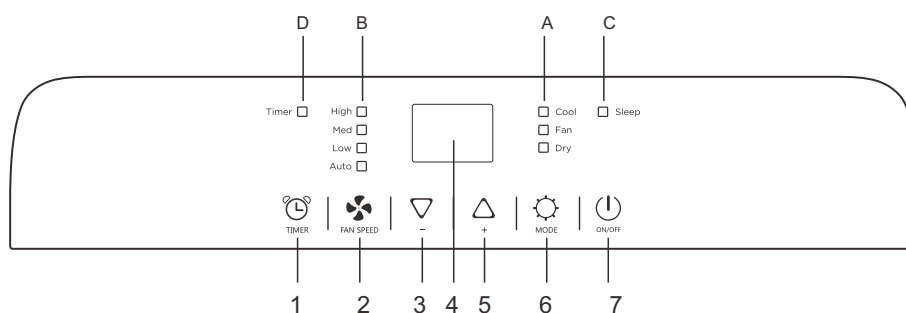 D B A C
Timer High Cool Sleep
Med Fan
Low Dry
Auto
TIMER FAN SPEED − + MODE ON/OFF
1 2 3 4 5 6 7